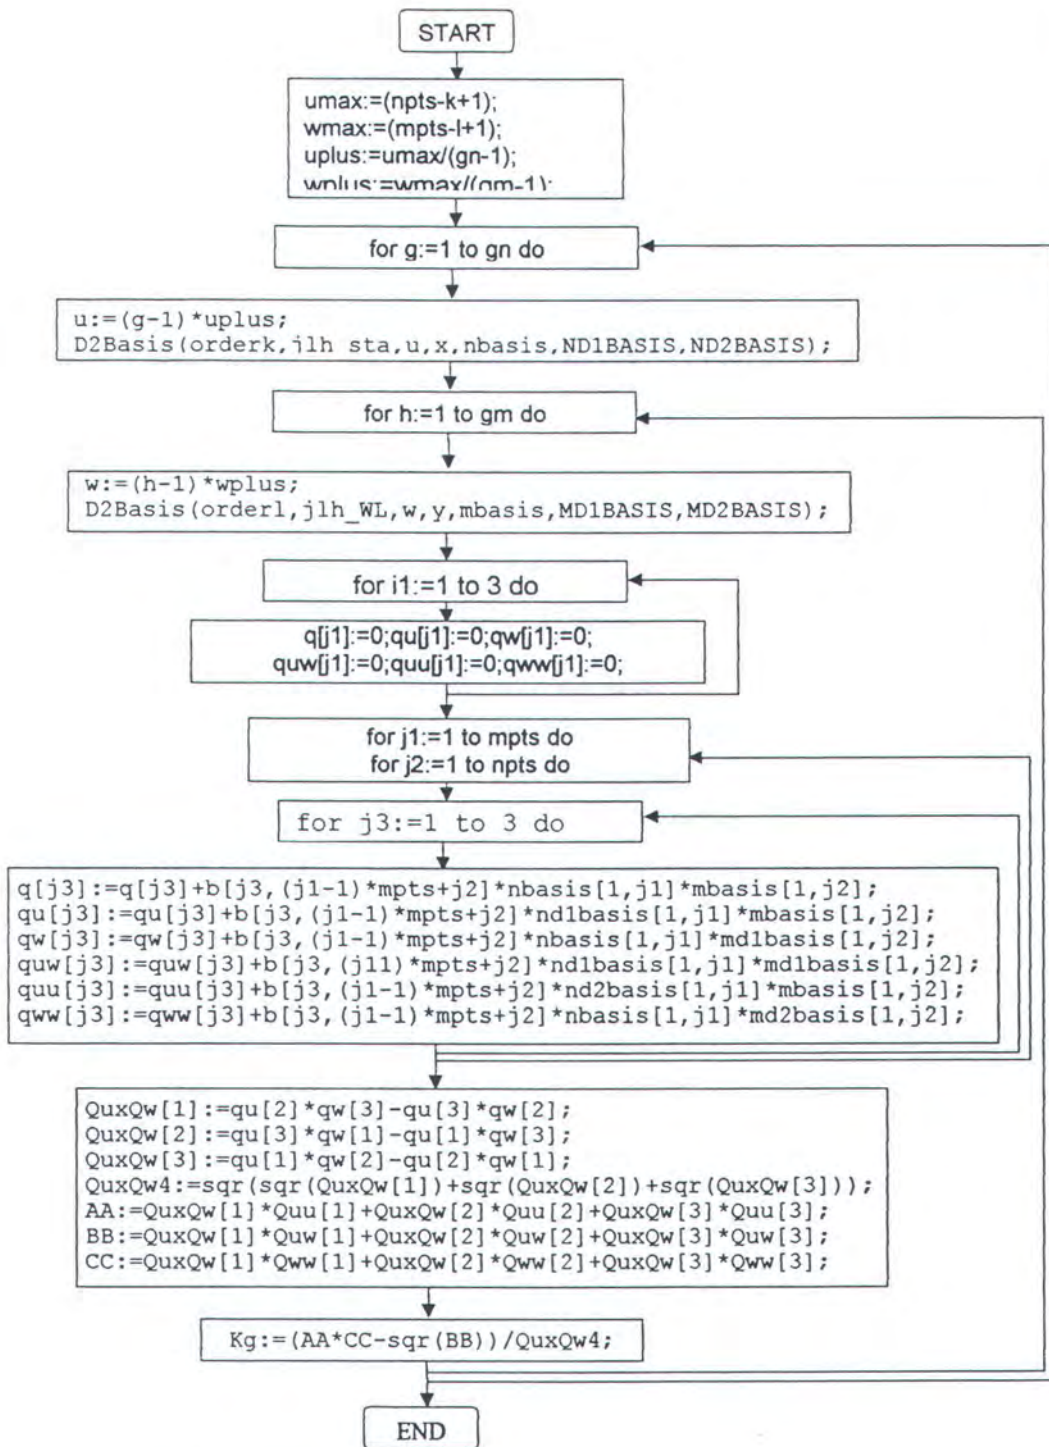 START
umax:=(npts-k+1);
wmax:=(mpts-l+1);
uplus:=umax/(gn-1);
wplus:=wmax/(gm-1);
for g:=1 to gn do
u:=(g-1)*uplus;
D2Basis(orderk,jlh sta,u,x,nbasis,ND1BASIS,ND2BASIS);
for h:=1 to gm do
w:=(h-1)*wplus;
D2Basis(orderl,jlh_WL,w,y,mbasis,MD1BASIS,MD2BASIS);
for i1:=1 to 3 do
q[j1]:=0;qu[j1]:=0;qw[j1]:=0;
quw[j1]:=0;quu[j1]:=0;qww[j1]:=0;
for j1:=1 to mpts do
for j2:=1 to npts do
for j3:=1 to 3 do
q[j3]:=q[j3]+b[j3,(j1-1)*mpts+j2]*nbasis[1,j1]*mbasis[1,j2];
qu[j3]:=qu[j3]+b[j3,(j1-1)*mpts+j2]*nd1basis[1,j1]*mbasis[1,j2];
qw[j3]:=qw[j3]+b[j3,(j1-1)*mpts+j2]*nbasis[1,j1]*md1basis[1,j2];
quw[j3]:=quw[j3]+b[j3,(j11)*mpts+j2]*nd1basis[1,j1]*md1basis[1,j2];
quu[j3]:=quu[j3]+b[j3,(j1-1)*mpts+j2]*nd2basis[1,j1]*mbasis[1,j2];
qww[j3]:=qww[j3]+b[j3,(j1-1)*mpts+j2]*nbasis[1,j1]*md2basis[1,j2];
QuxQw[1]:=qu[2]*qw[3]-qu[3]*qw[2];
QuxQw[2]:=qu[3]*qw[1]-qu[1]*qw[3];
QuxQw[3]:=qu[1]*qw[2]-qu[2]*qw[1];
QuxQw4:=sqr(sqr(QuxQw[1])+sqr(QuxQw[2])+sqr(QuxQw[3]));
AA:=QuxQw[1]*Quu[1]+QuxQw[2]*Quu[2]+QuxQw[3]*Quu[3];
BB:=QuxQw[1]*Quw[1]+QuxQw[2]*Quw[2]+QuxQw[3]*Quw[3];
CC:=QuxQw[1]*Qww[1]+QuxQw[2]*Qww[2]+QuxQw[3]*Qww[3];
Kg:=(AA*CC-sqr(BB))/QuxQw4;
END